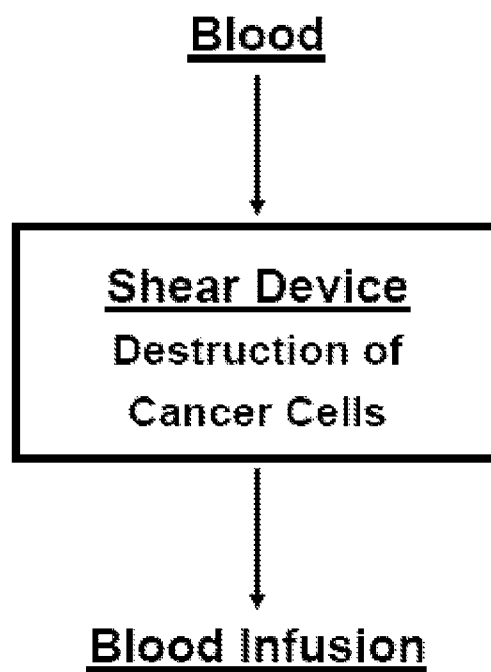 Blood
Shear Device
Destruction of
Cancer Cells
Blood Infusion